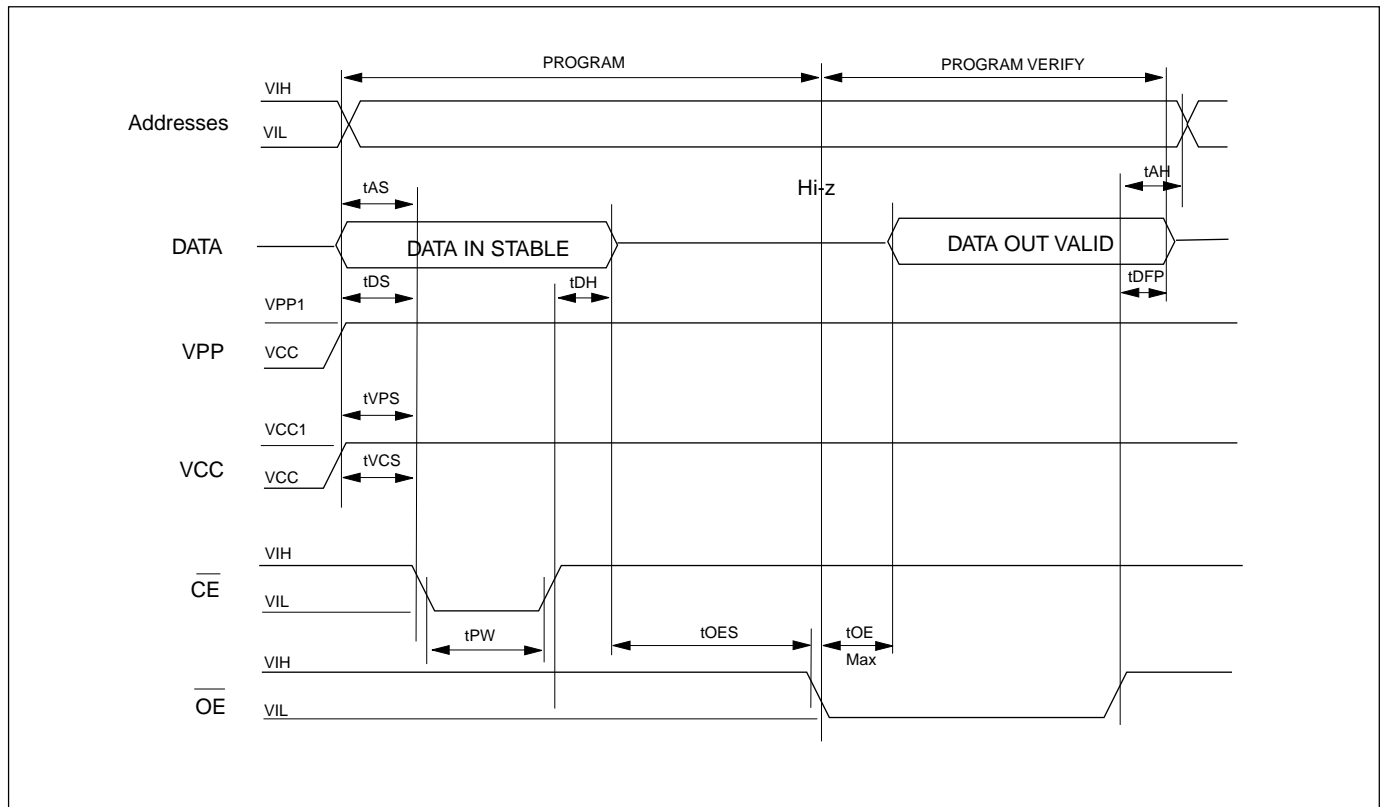 PROGRAM PROGRAM VERIFY
VIH
Addresses
VIL
tAS Hi-z tAH
DATA DATA IN STABLE DATA OUT VALID
tDS tDH tDFP
VPP1
VPP VCC
tVPS
VCC1
VCC VCC tVCS
VIH
CE
VIL
tPW tOES tOE
Max
VIH
OE
VIL